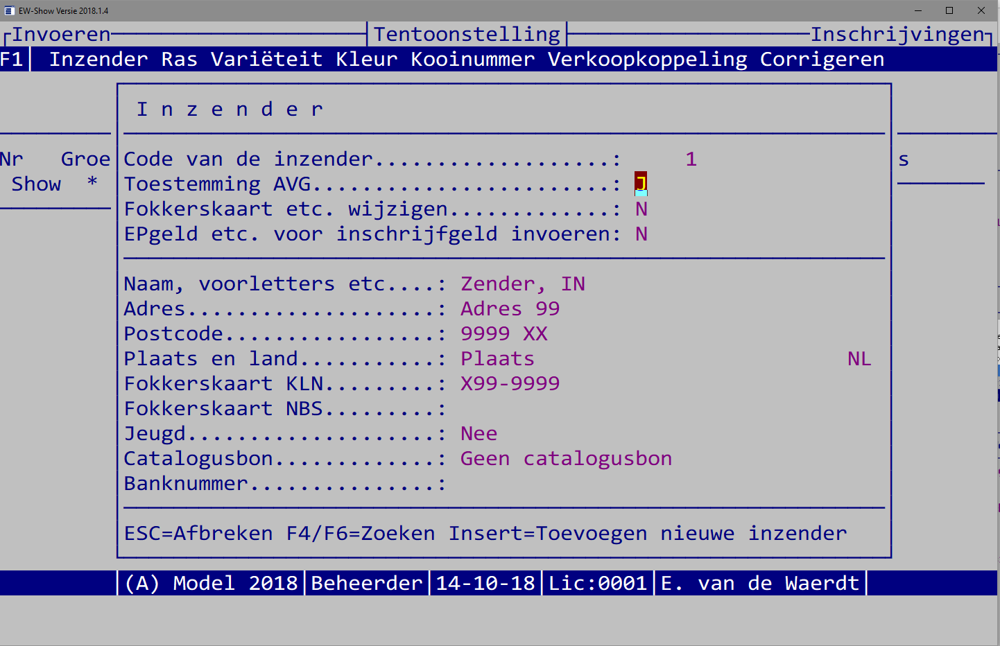 EW-Show Versie 2018.1.4
Invoeren Tentoonstelling Inschrijvingen
F1 Inzender Ras Variëteit Kleur Kooinummer Verkoopkoppeling Corrigeren
I n z e n d e r
Nr Groe Code van de inzender...................: 1 s
Show * Toestemming AVG........................: J
Fokkerskaart etc. wijzigen.............: N
EPgeld etc. voor inschrijfgeld invoeren: N
Naam, voorletters etc....: Zender, IN
Adres....................: Adres 99
Postcode.................: 9999 XX
Plaats en land...........: Plaats NL
Fokkerskaart KLN.........: X99-9999
Fokkerskaart NBS.........:
Jeugd....................: Nee
Catalogusbon.............: Geen catalogusbon
Banknummer...............:
ESC=Afbreken F4/F6=Zoeken Insert=Toevoegen nieuwe inzender
(A) Model 2018 Beheerder 14-10-18 Lic:0001 E. van de Waerdt